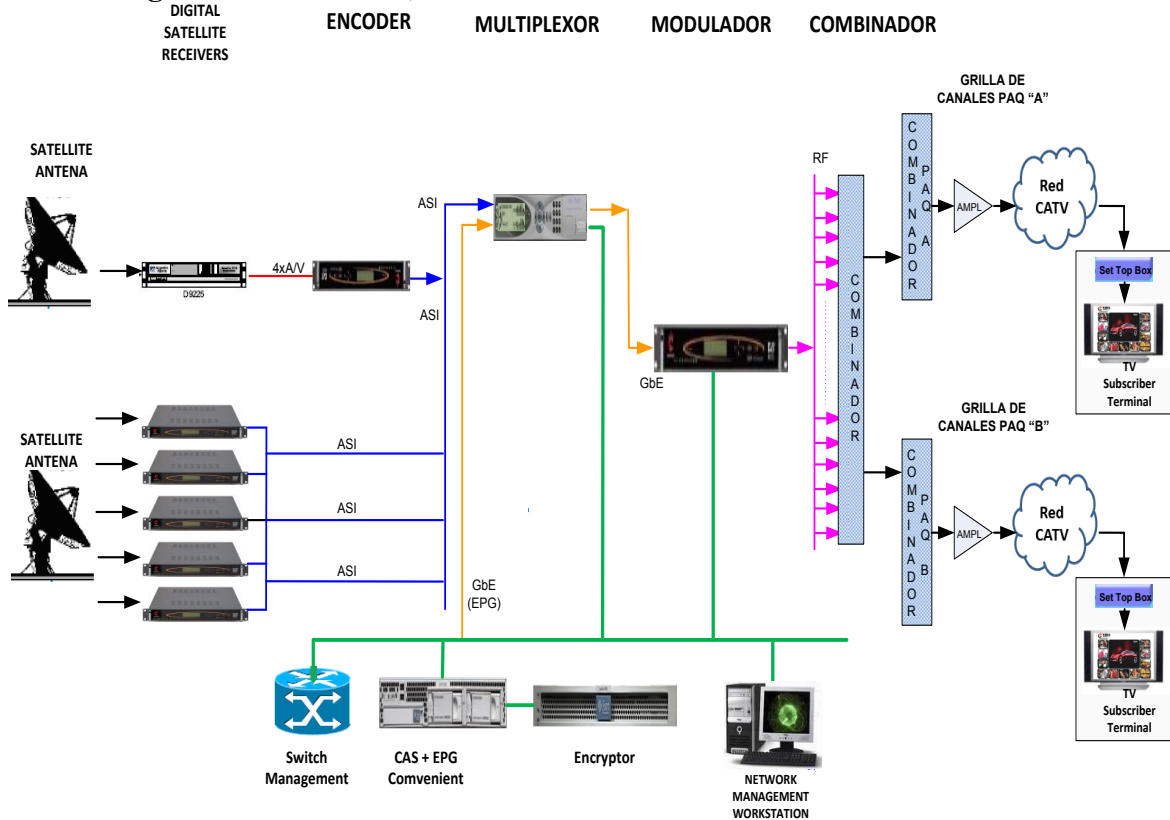 DIGITAL
SATELLITE
RECEIVERS
ENCODER
MULTIPLEXOR
MODULADOR
COMBINADOR
GRILLA DE
CANALES PAQ “A”
SATELLITE
ANTENA
D9225
4xA/V
ASI
ASI
GbE
RF
COMBINADOR
COMBINADOR
PAQ A
AMPL
Red
CATV
Set Top Box
TV
Subscriber
Terminal
SATELLITE
ANTENA
ASI
ASI
ASI
GbE
(EPG)
GRILLA DE
CANALES PAQ “B”
COMBINADOR
PAQ B
AMPL
Red
CATV
Set Top Box
TV
Subscriber
Terminal
Switch
Management
CAS + EPG
Comvenient
Encryptor
NETWORK
MANAGEMENT
WORKSTATION